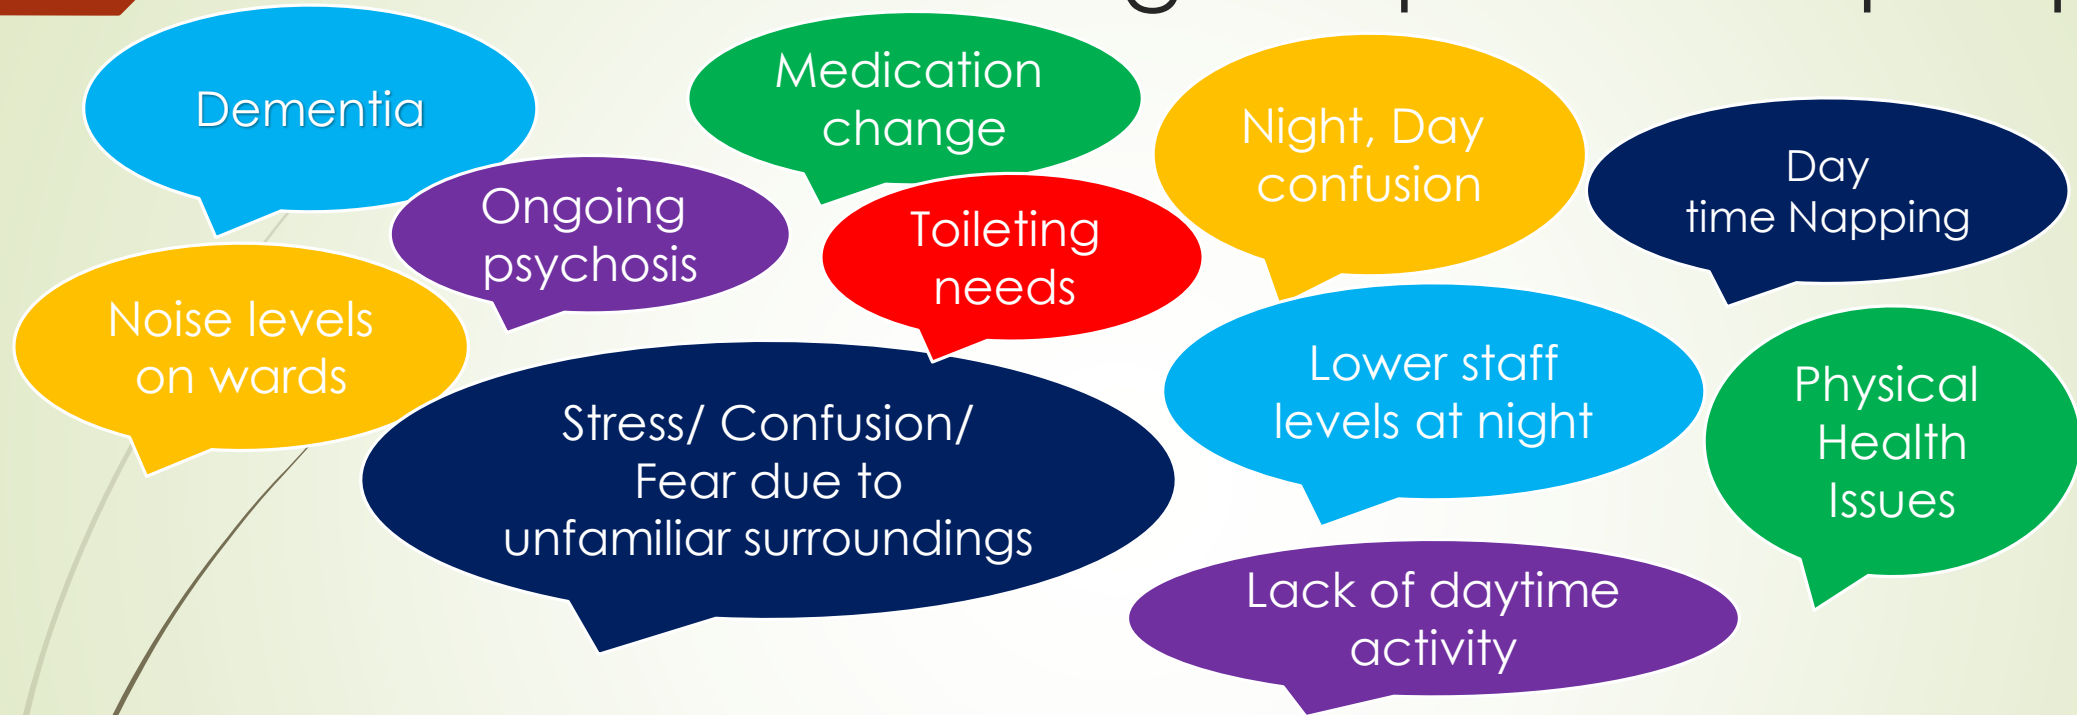 Dementia
Medication
change
Night, Day
confusion
Day
time Napping
Ongoing
psychosis
Toileting
needs
Noise levels
on wards
Stress/ Confusion/
Fear due to
unfamiliar surroundings
Lower staff
levels at night
Physical
Health
Issues
Lack of daytime
activity